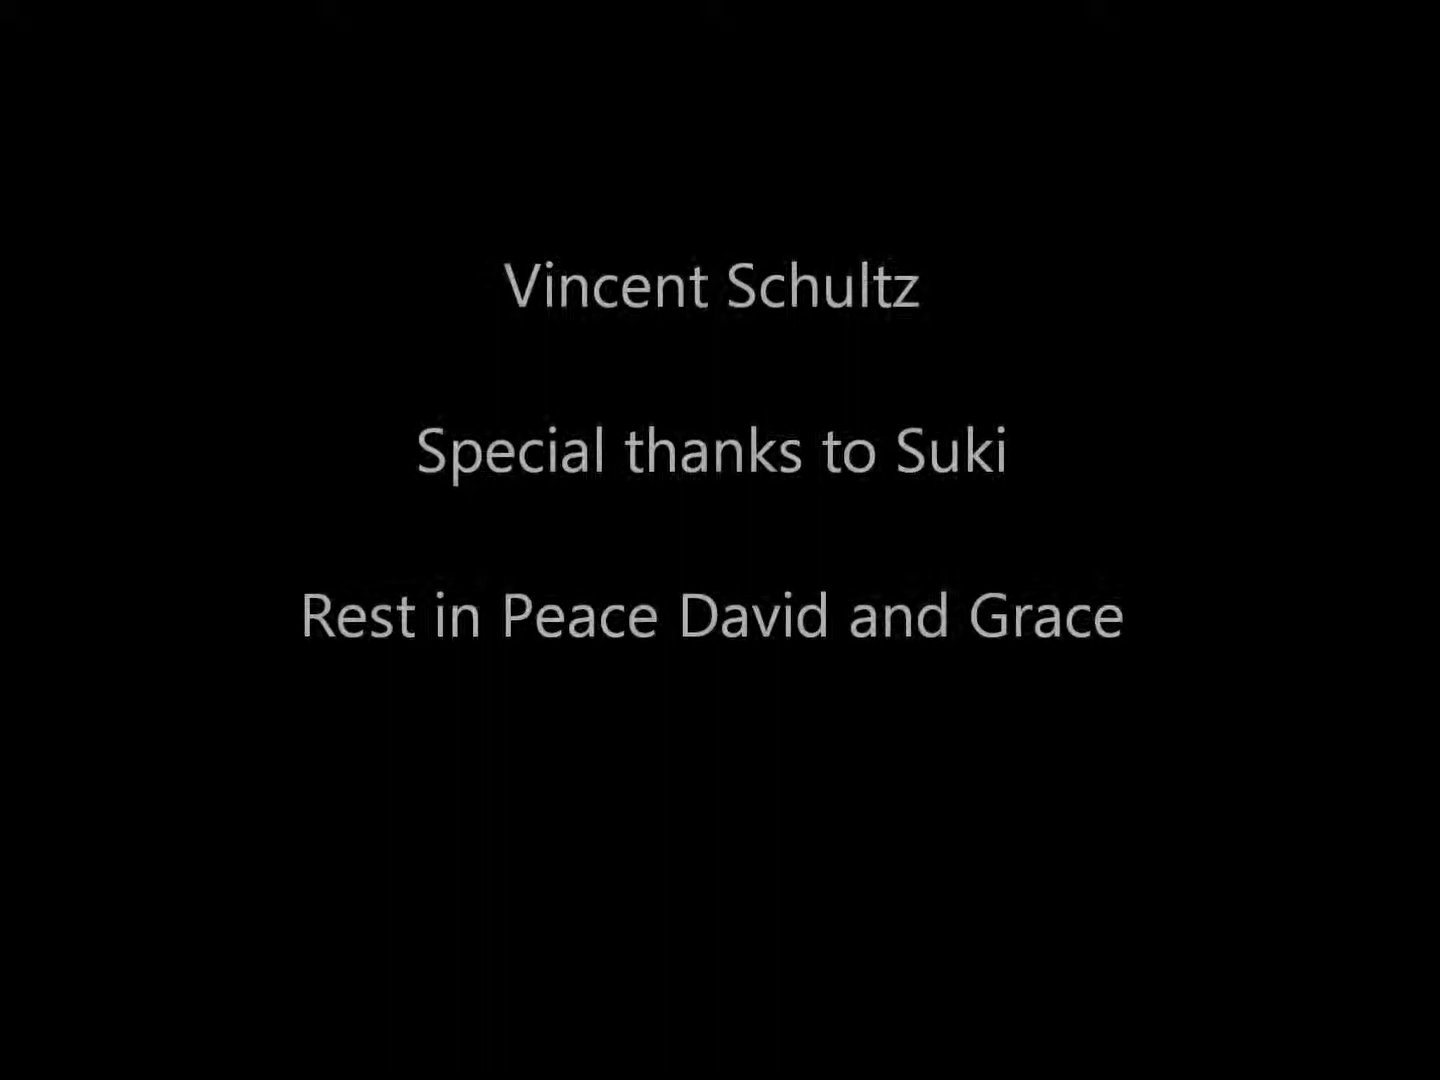 Vincent Schultz
Special thanks to Suki
Rest in Peace David and Grace